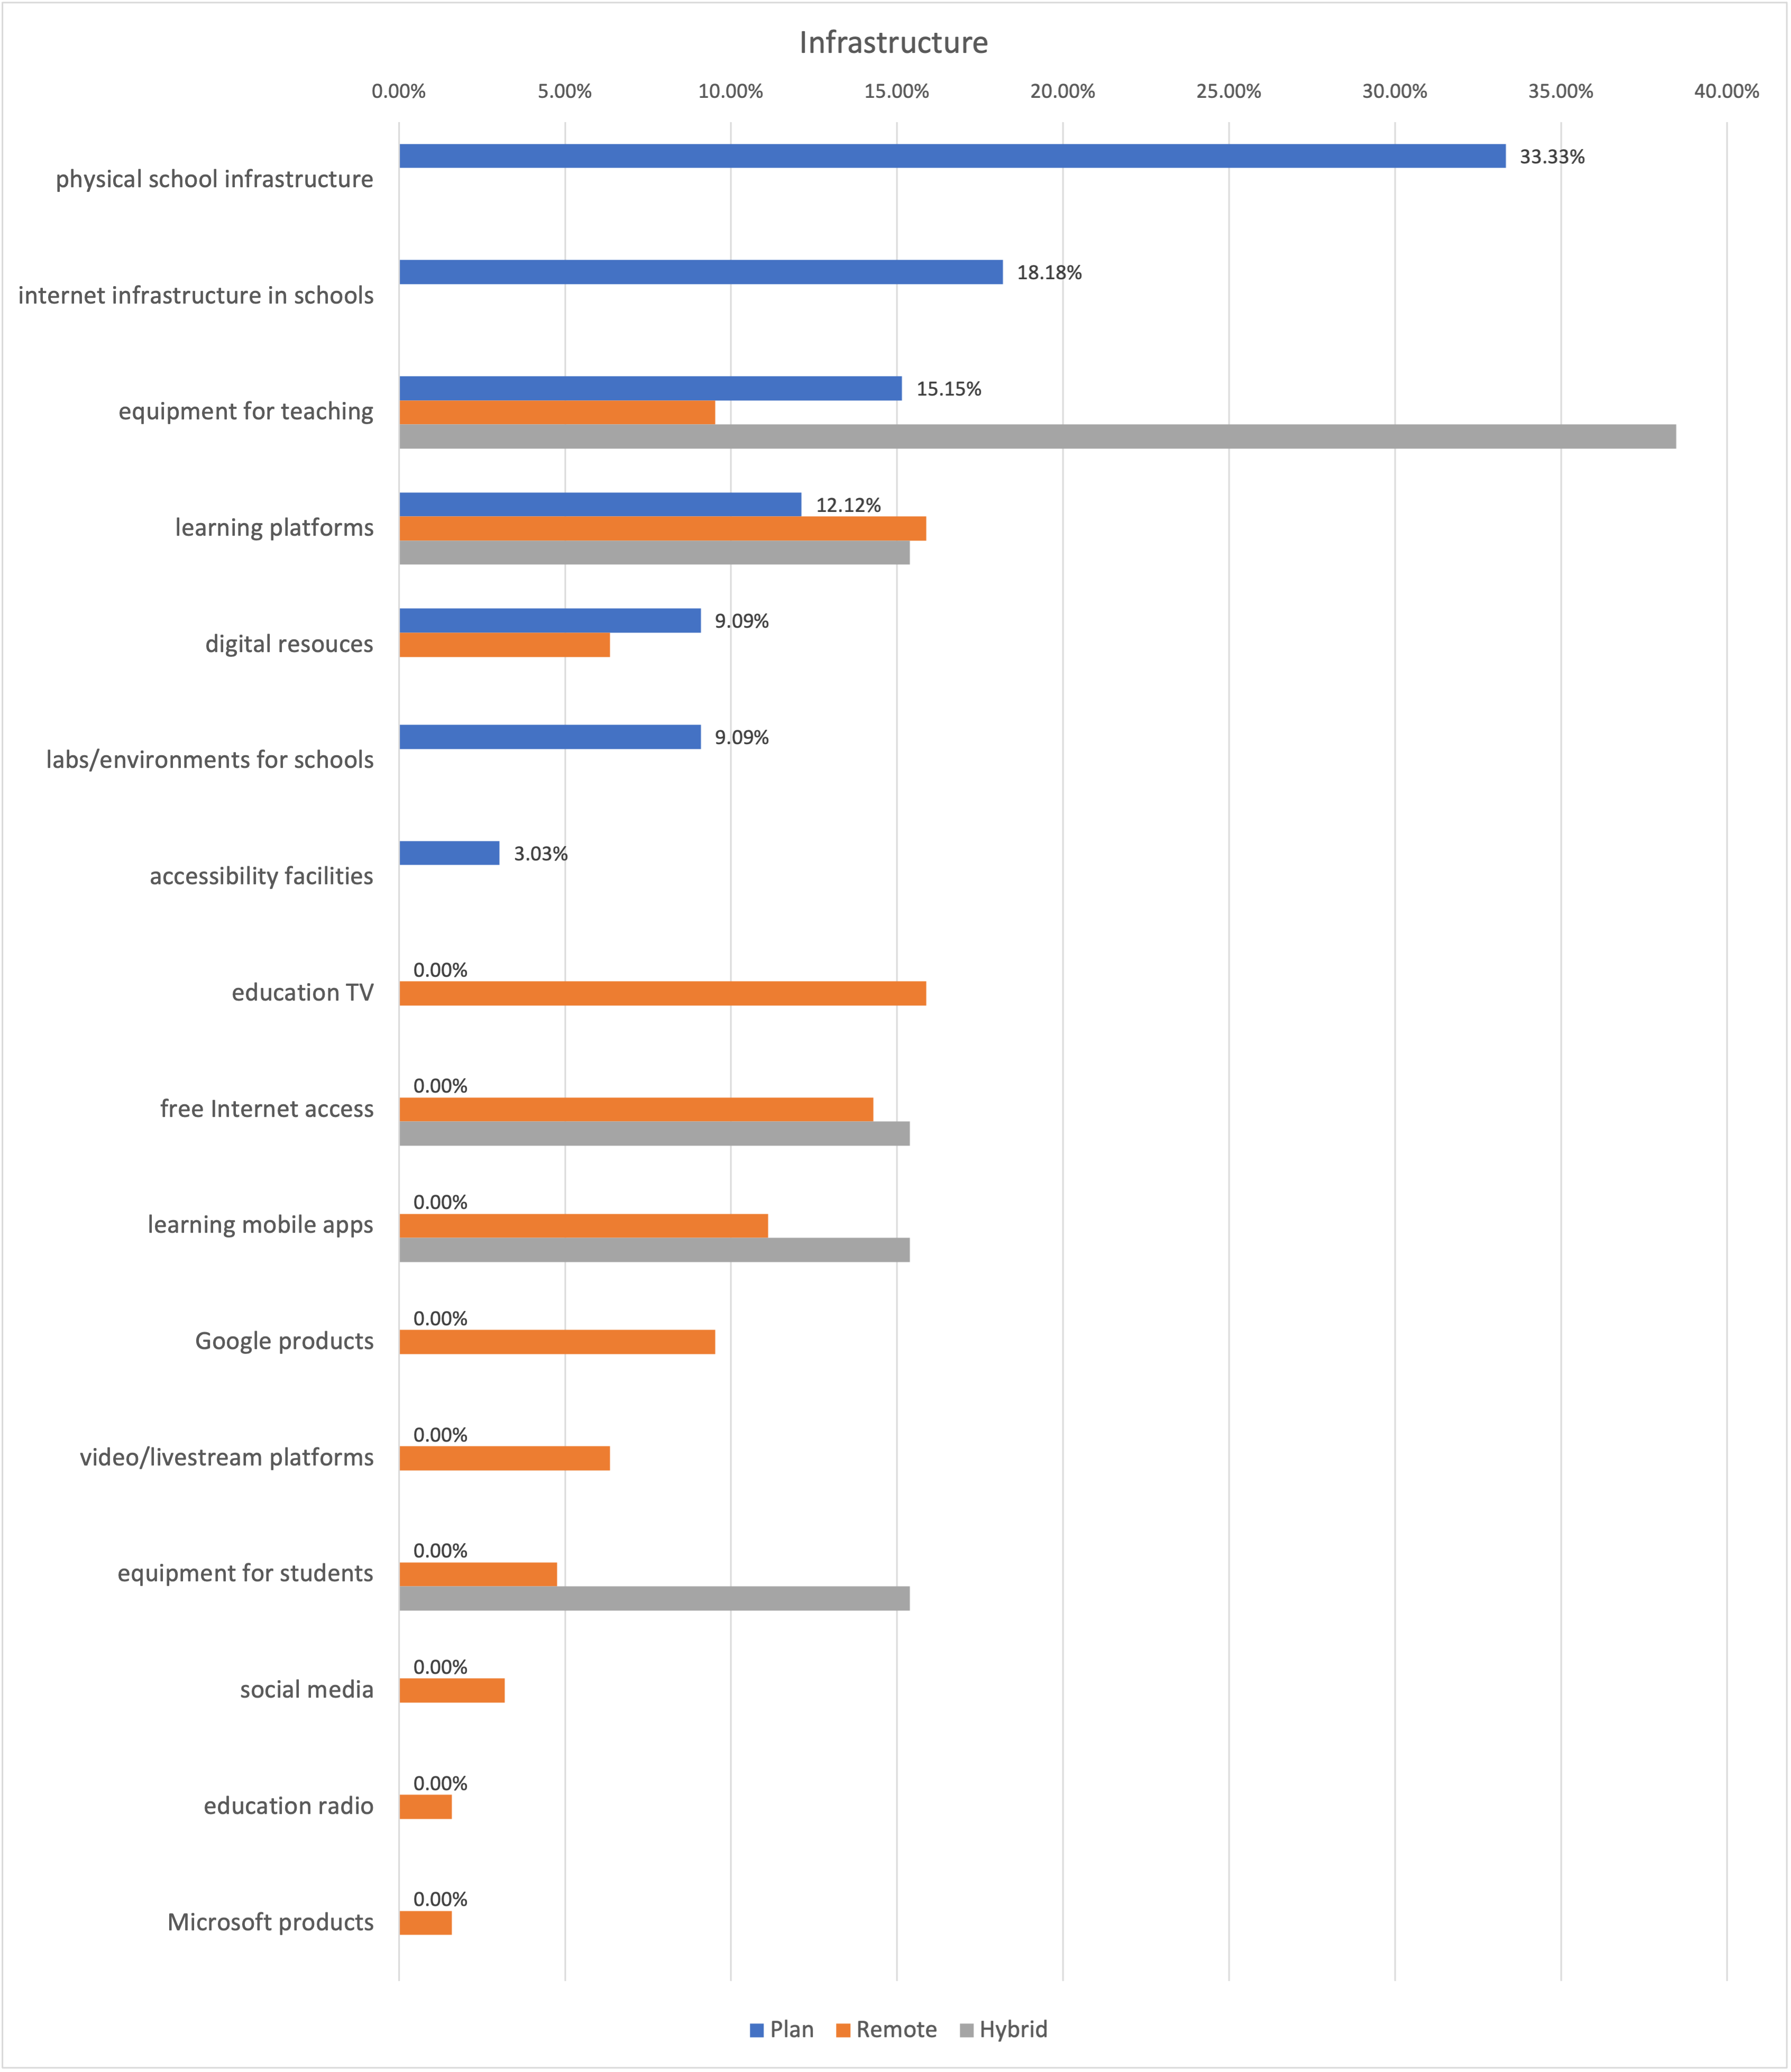 Infrastructure
0.00% 5.00% 10.00% 15.00% 20.00% 25.00% 30.00% 35.00% 40.00%
physical school infrastructure 33.33%
internet infrastructure in schools 18.18%
equipment for teaching 15.15%
learning platforms 12.12%
digital resouces 9.09%
labs/environments for schools 9.09%
accessibility facilities 3.03%
education TV 0.00%
free Internet access 0.00%
learning mobile apps 0.00%
Google products 0.00%
video/livestream platforms 0.00%
equipment for students 0.00%
social media 0.00%
education radio 0.00%
Microsoft products 0.00%
Plan Remote Hybrid